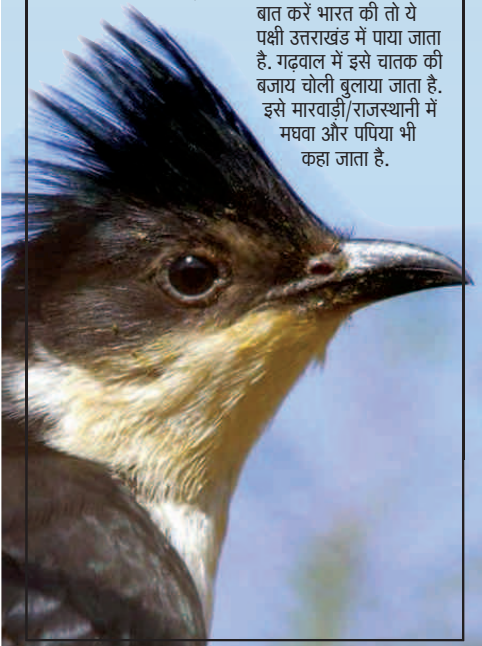 बात करें भारत की तो ये
पक्षी उत्तराखंड में पाया जाता
है. गढ़वाल में इसे चातक की
बजाय चोली बुलाया जाता है.
इसे मारवाड़ी/राजस्थानी में
मघवा और पपिया भी
कहा जाता है.